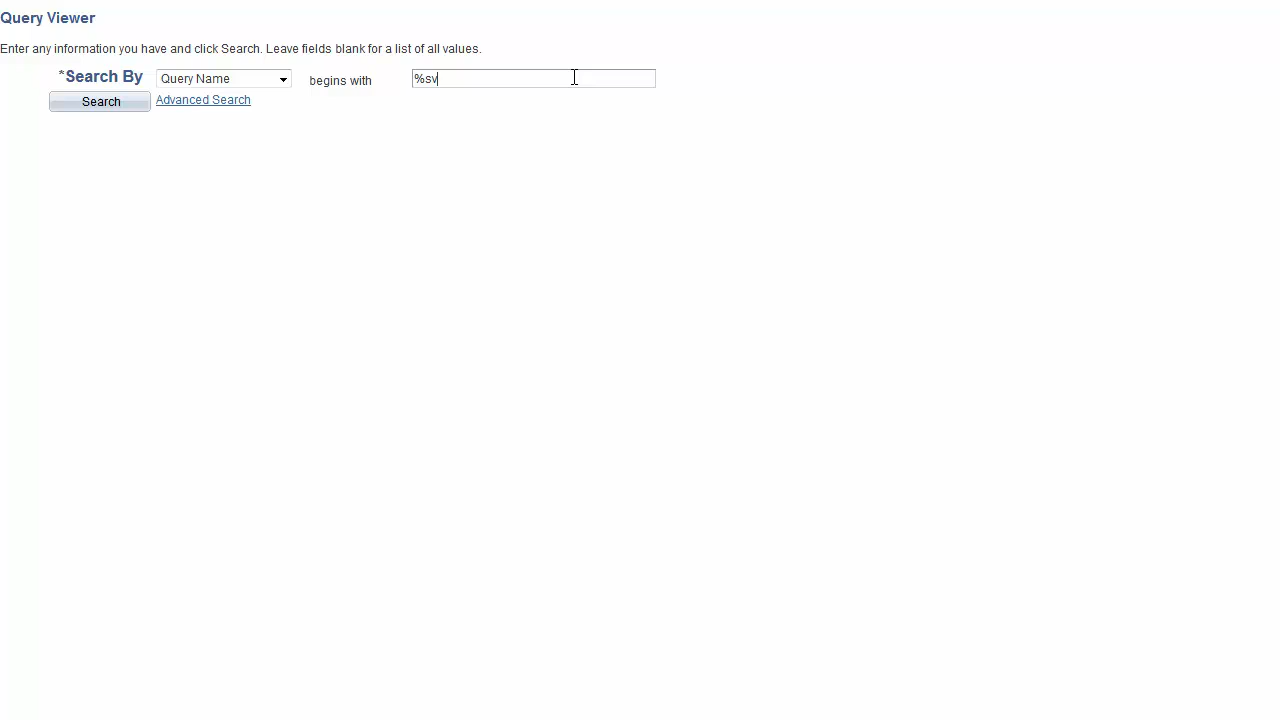 Query Viewer
Enter any information you have and click Search. Leave fields blank for a list of all values.
*Search By Query Name begins with %sv
Search Advanced Search